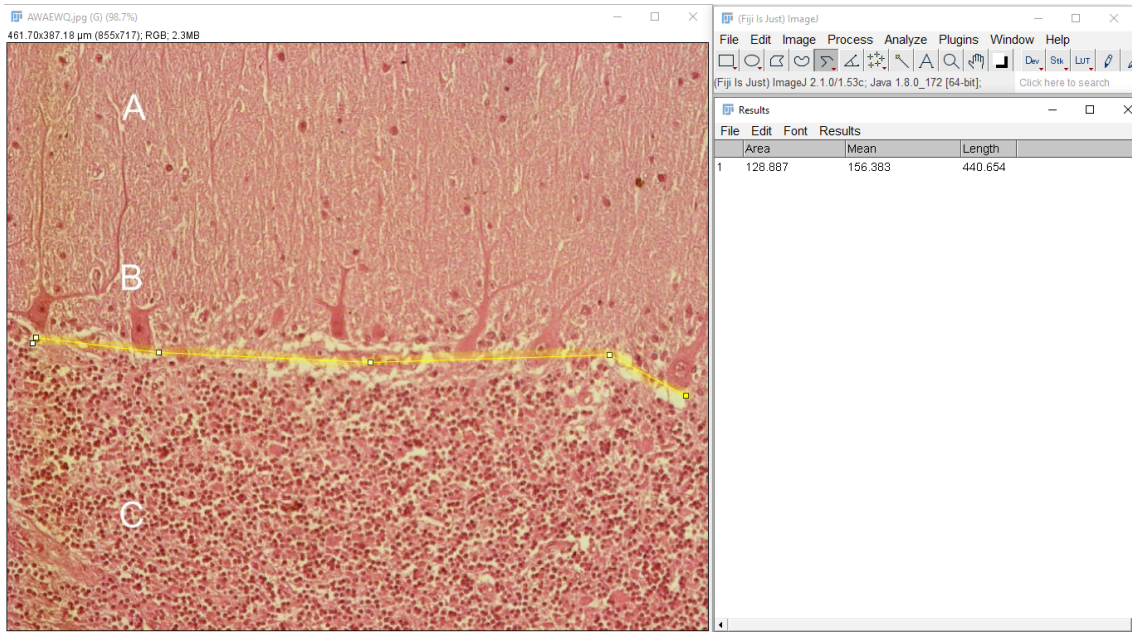 AWAEWQ.jpg (G) (98.7%)
461.70x387.18 µm (855x717); RGB; 2.3MB
A
B
C
(Fiji Is Just) ImageJ
File Edit Image Process Analyze Plugins Window Help
Dev Stk LUT
(Fiji Is Just) ImageJ 2.1.0/1.53c; Java 1.8.0_172 [64-bit];
Click here to search
Results
File Edit Font Results
Area Mean Length
1 128.887 156.383 440.654